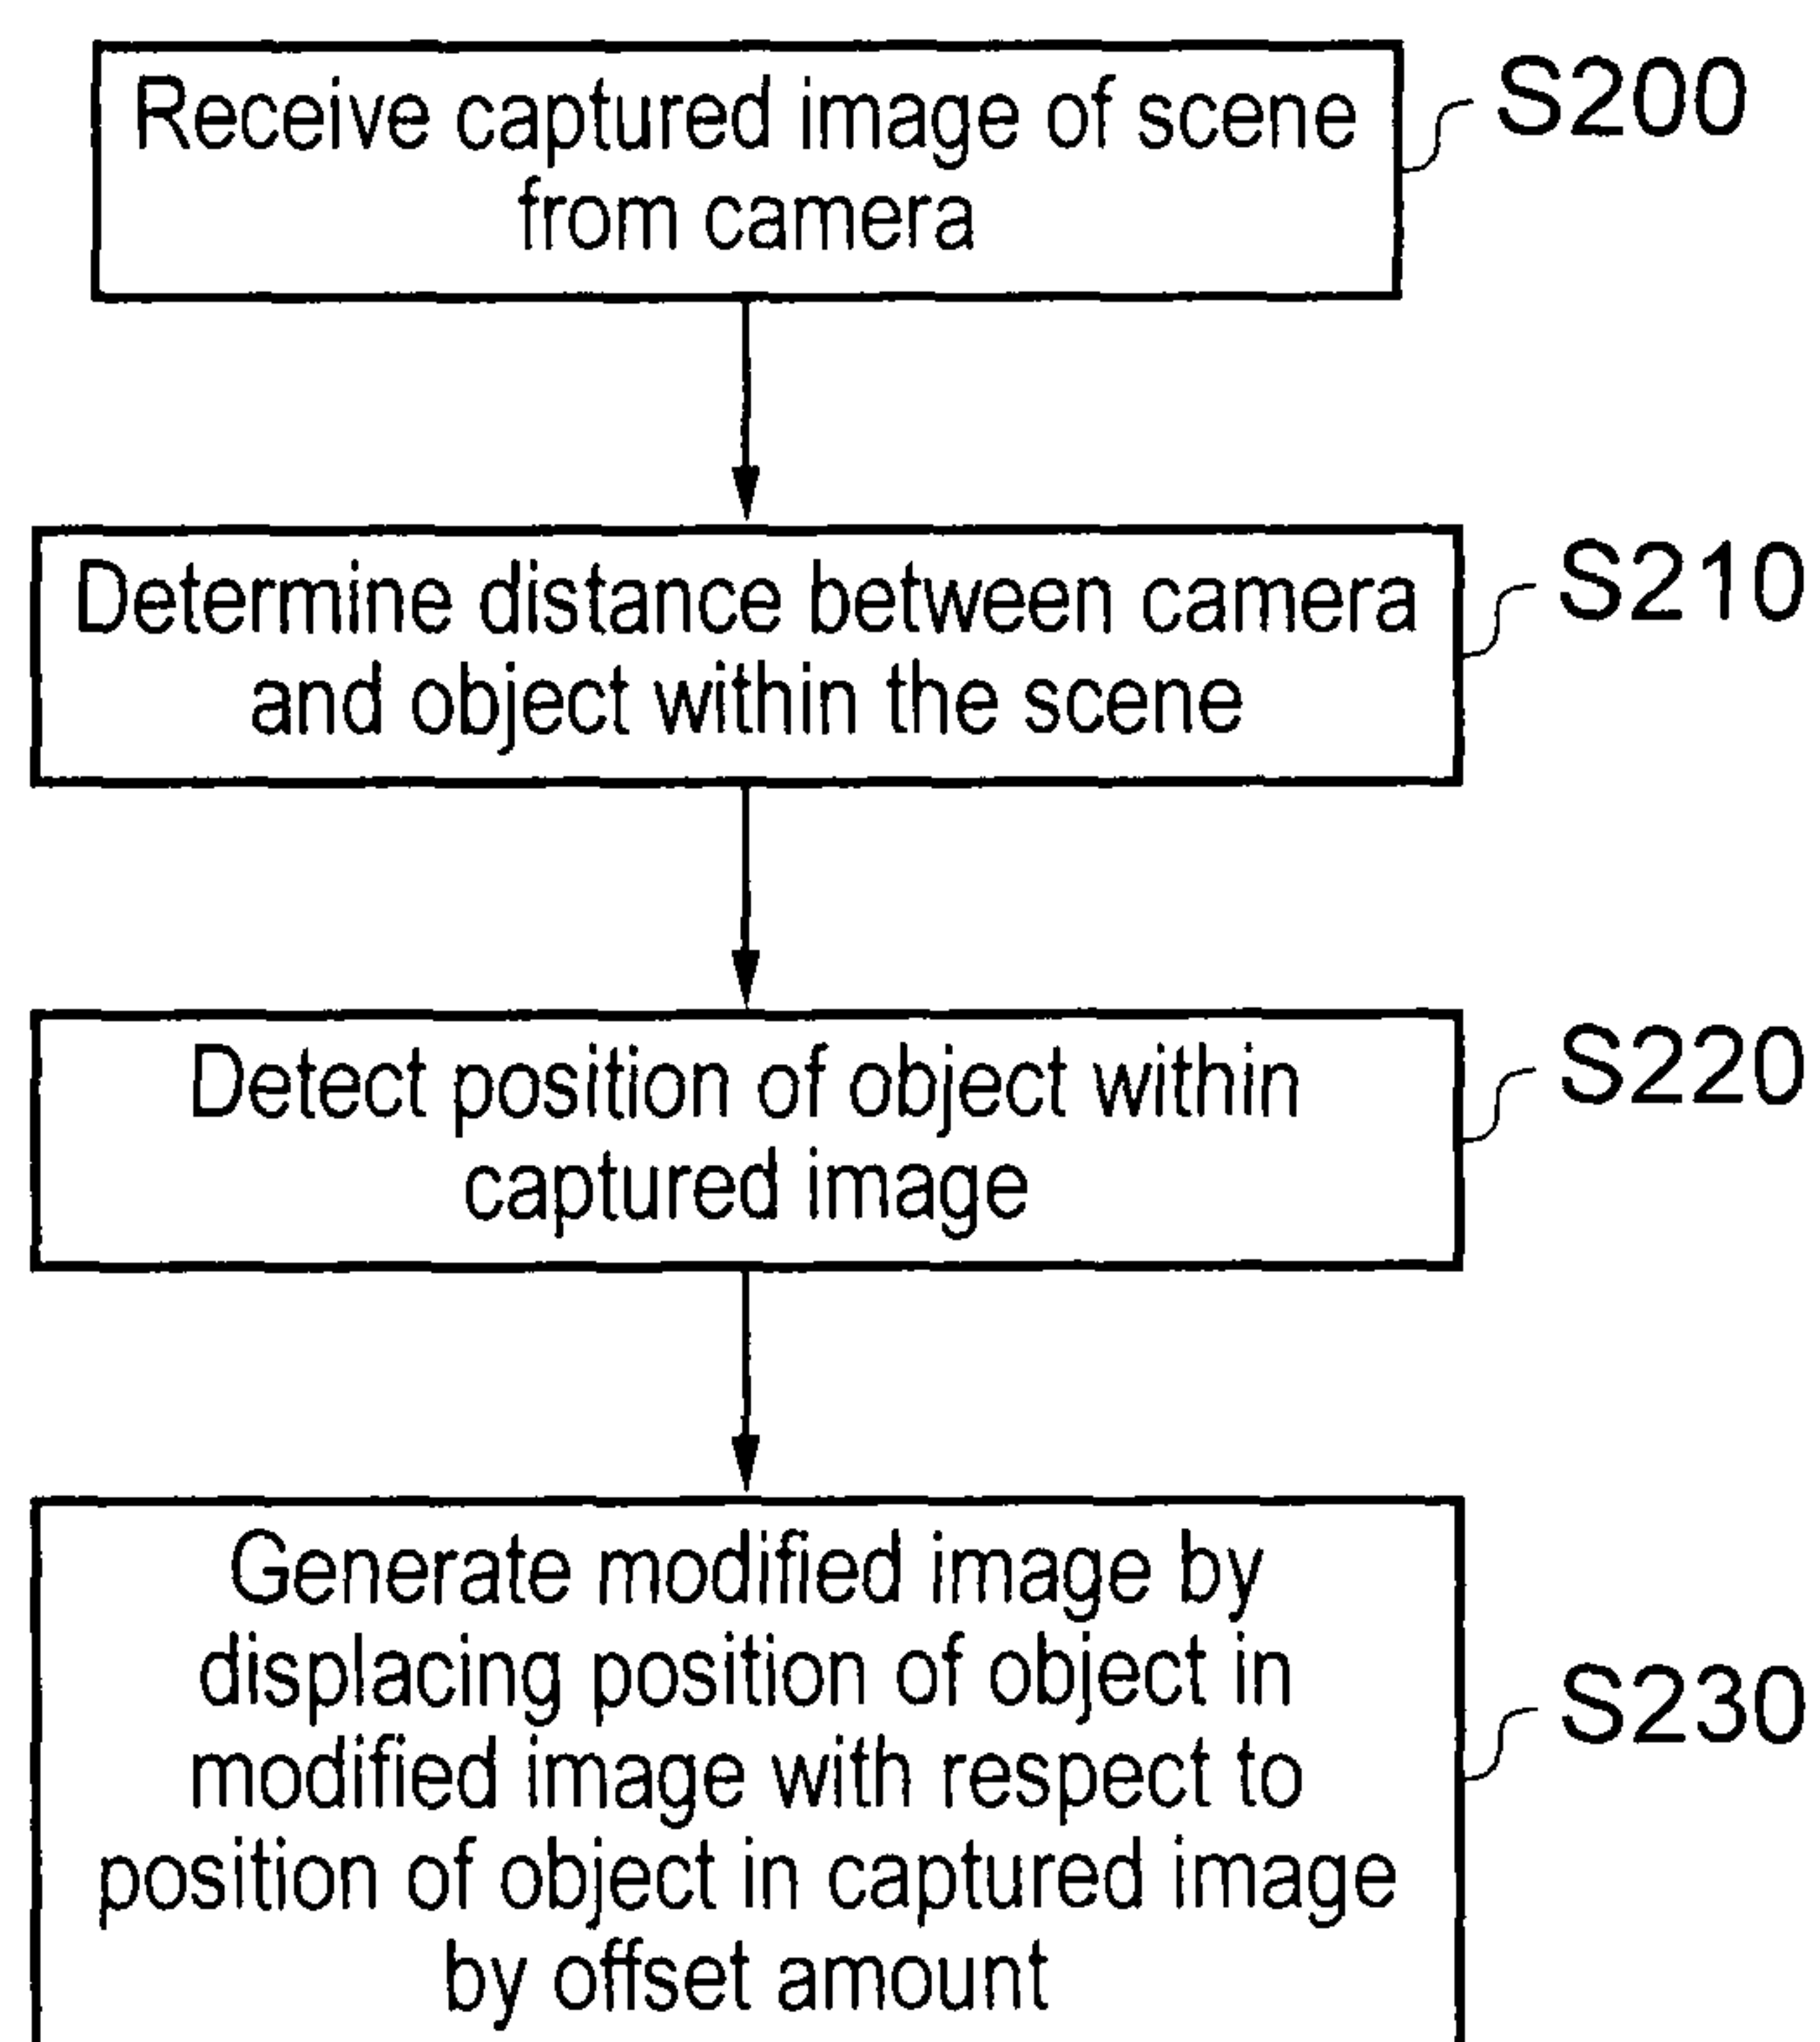 Receive captured image of scene
from camera
S200
Determine distance between camera
and object within the scene
S210
Detect position of object within
captured image
S220
Generate modified image by
displacing position of object in
modified image with respect to
position of object in captured image
by offset amount
S230